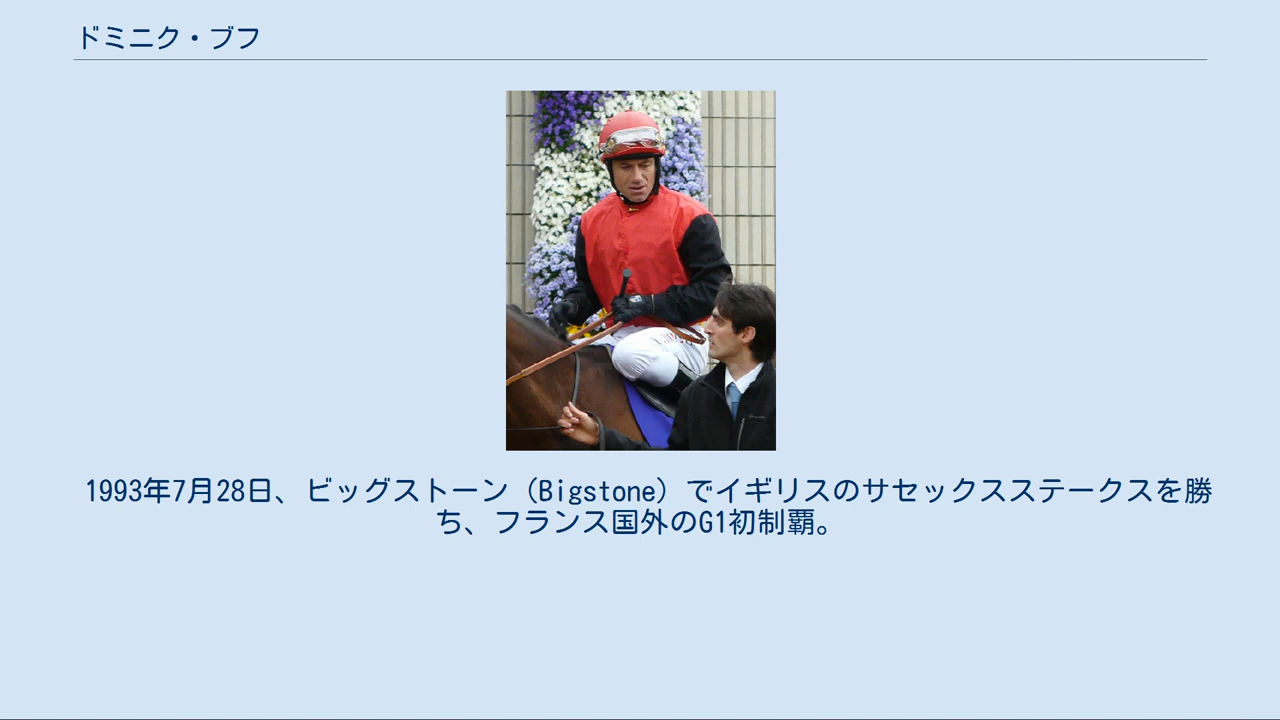 ドミニク・ブフ
1993年7月28日、ビッグストーン（Bigstone）でイギリスのサセックスステークスを勝
ち、フランス国外のG1初制覇。